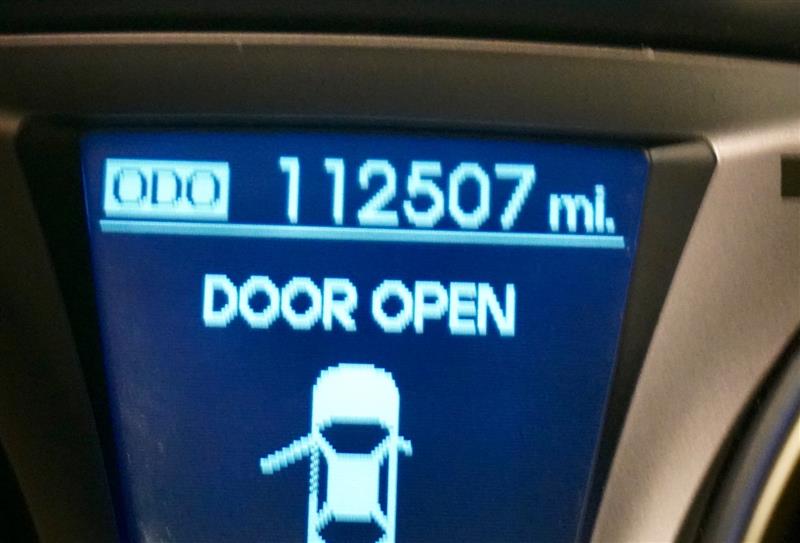 ODO 112507 mi.
DOOR OPEN